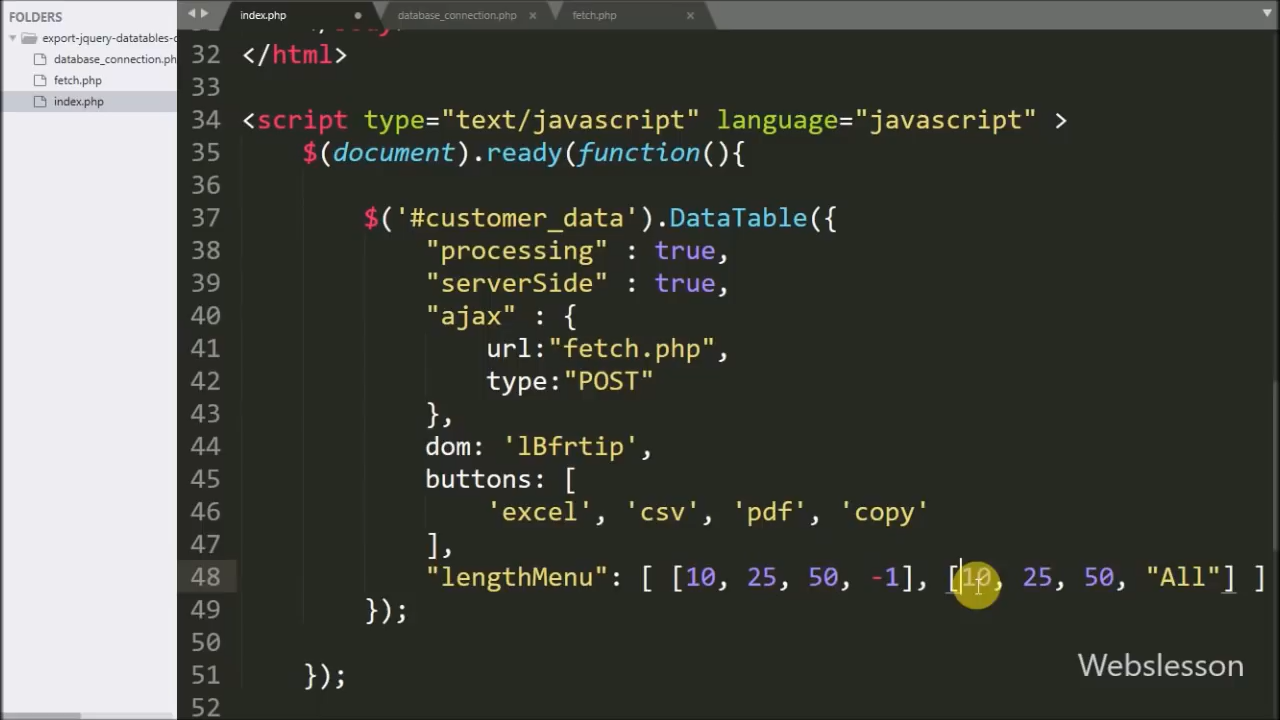 FOLDERS
export-jquery-datatables-
database_connection.ph
fetch.php
index.php
index.php
database_connection.php
fetch.php
32 </html>
33
34 <script type="text/javascript" language="javascript" >
35 $(document).ready(function(){
36
37 $('#customer_data').DataTable({
38 "processing" : true,
39 "serverSide" : true,
40 "ajax" : {
41 url:"fetch.php",
42 type:"POST"
43 },
44 dom: 'lBfrtip',
45 buttons: [
46 'excel', 'csv', 'pdf', 'copy'
47 ],
48 "lengthMenu": [ [10, 25, 50, -1], [10, 25, 50, "All"] ]
49 });
50
51 });
52
Webslesson